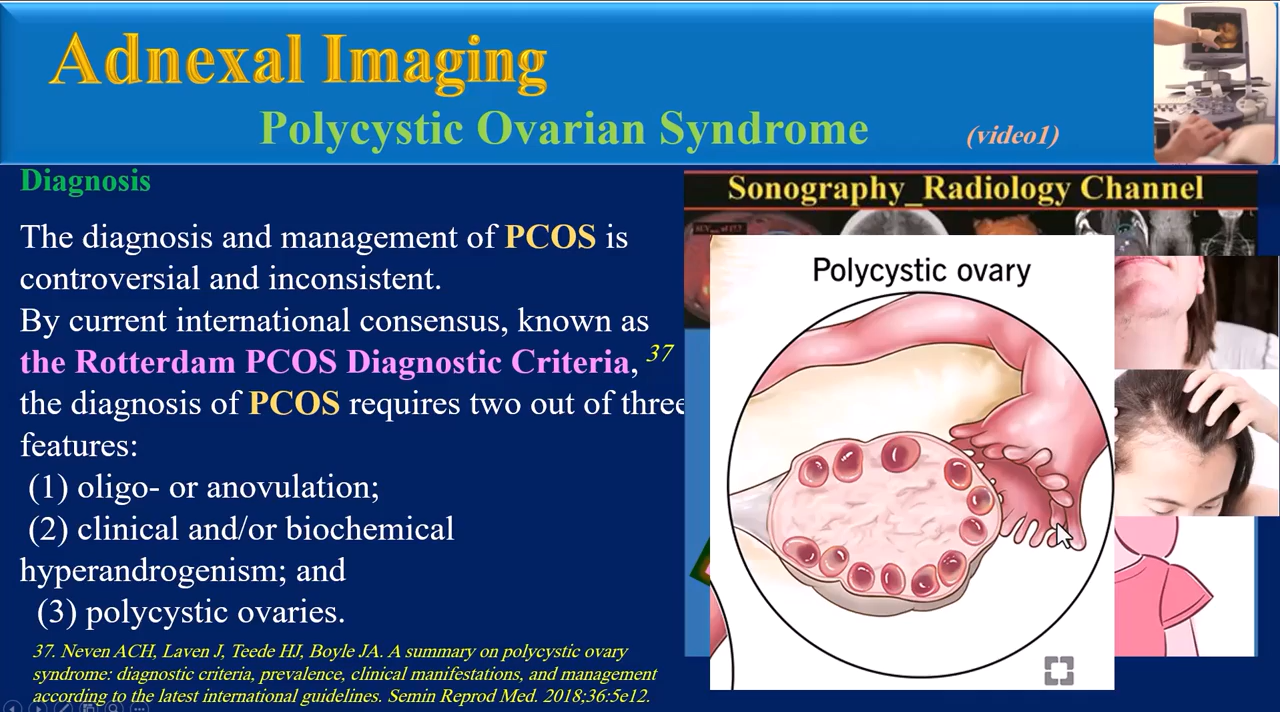 Adnexal Imaging
Polycystic Ovarian Syndrome
(video1)
Diagnosis
The diagnosis and management of PCOS is
controversial and inconsistent.
By current international consensus, known as
the Rotterdam PCOS Diagnostic Criteria, 37
the diagnosis of PCOS requires two out of three
features:
(1) oligo- or anovulation;
(2) clinical and/or biochemical
hyperandrogenism; and
(3) polycystic ovaries.
37. Neven ACH, Laven J, Teede HJ, Boyle JA. A summary on polycystic ovary
syndrome: diagnostic criteria, prevalence, clinical manifestations, and management
according to the latest international guidelines. Semin Reprod Med. 2018;36:5e12.
Sonography_Radiology Channel
Polycystic ovary